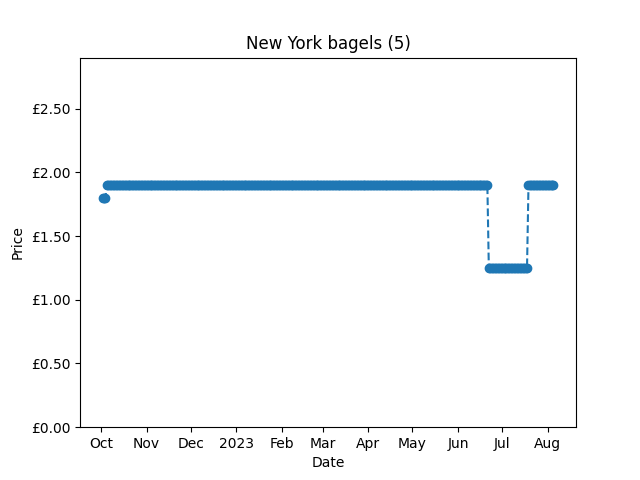 New York bagels (5)
£2.50
£2.00
£1.50
£1.00
£0.50
£0.00
Price
Oct Nov Dec 2023 Feb Mar Apr May Jun Jul Aug
Date